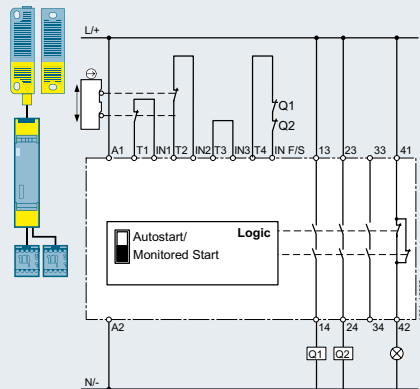 L/+
Q1
Q2
A1 T1 IN1 T2 IN2 T3 IN3 T4 IN F/S 13 23 33 41
Autostart/
Monitored Start
Logic
A2 14 24 34 42
Q1 Q2
N/-